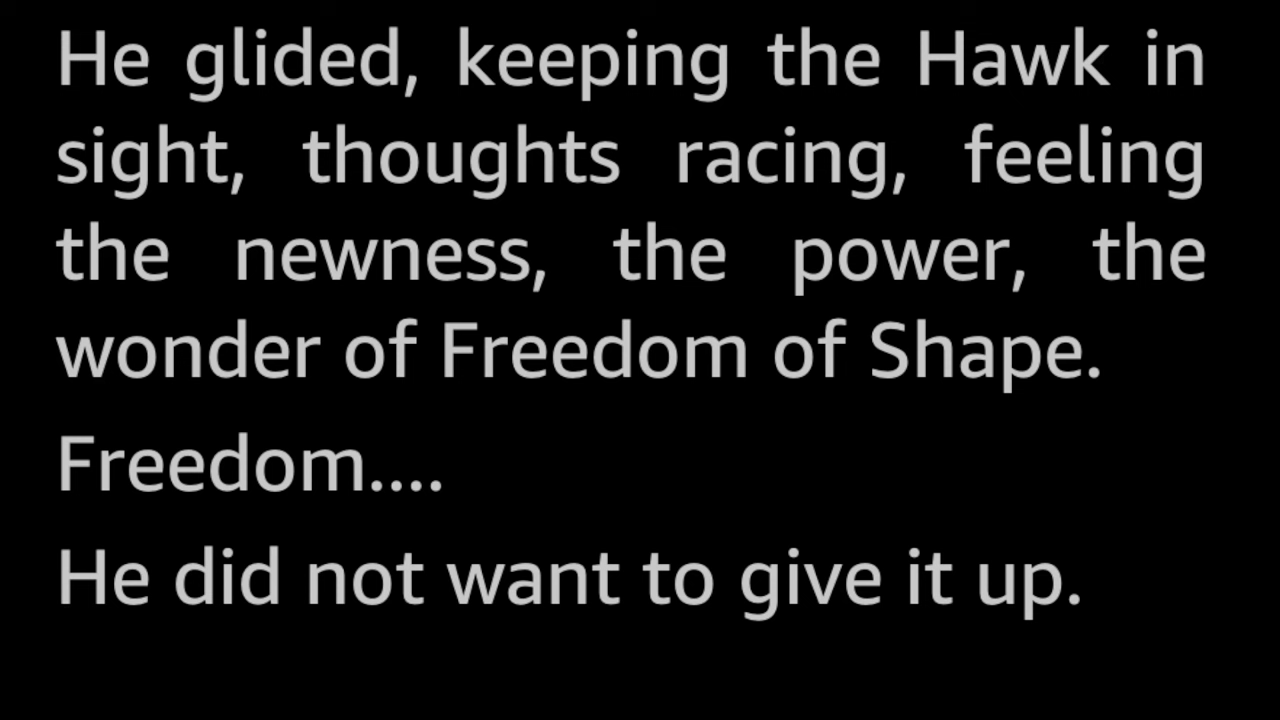 He glided, keeping the Hawk in
sight, thoughts racing, feeling
the newness, the power, the
wonder of Freedom of Shape.
Freedom....
He did not want to give it up.